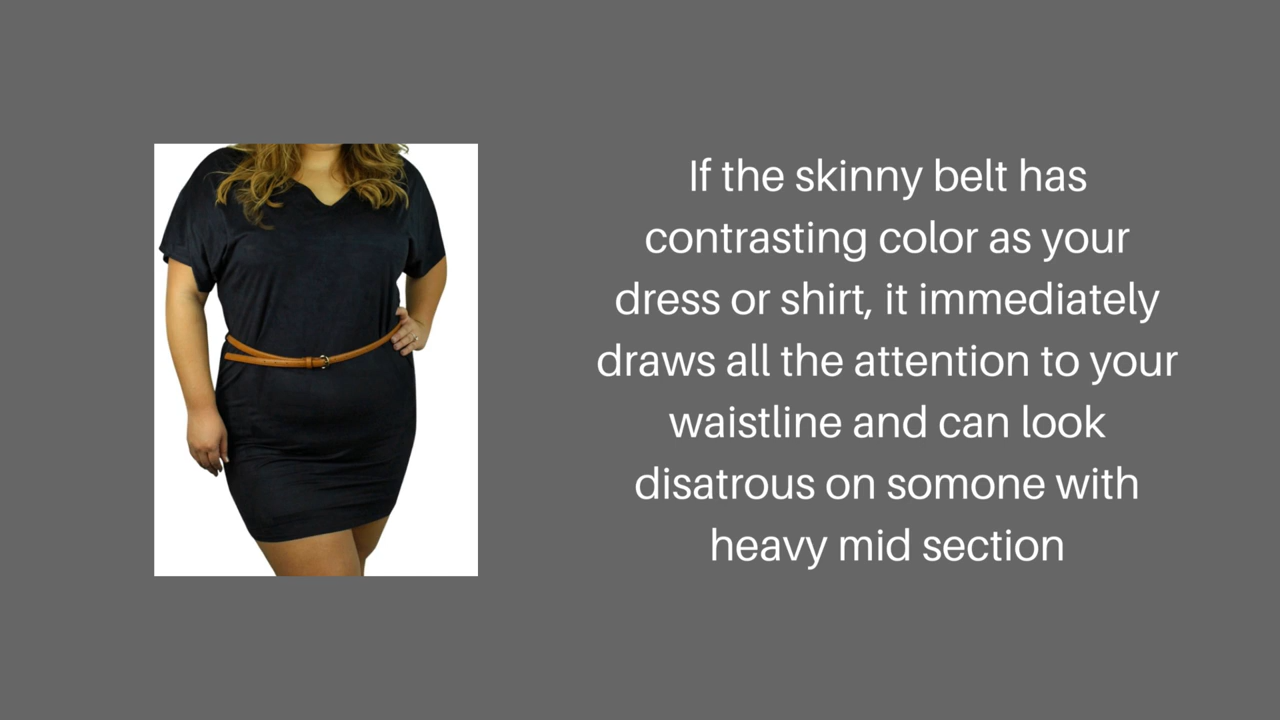 If the skinny belt has
contrasting color as your
dress or shirt, it immediately
draws all the attention to your
waistline and can look
disatrous on somone with
heavy mid section